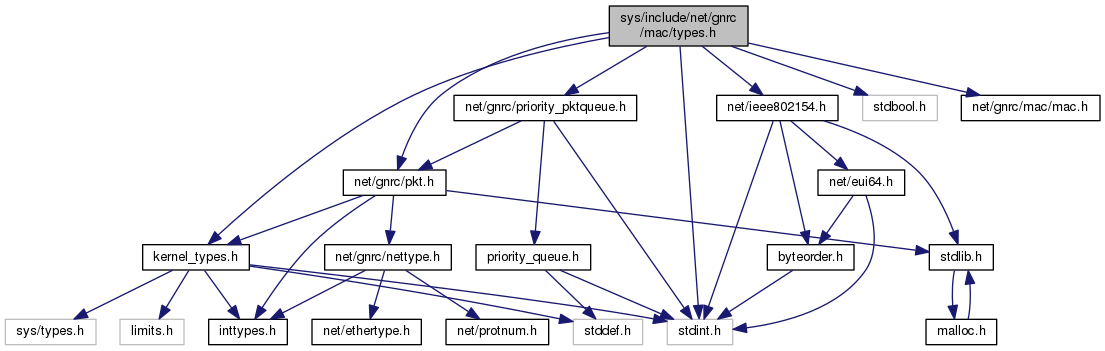 sys/include/net/gnrc
/mac/types.h
net/gnrc/priority_pktqueue.h
net/ieee802154.h
stdbool.h
net/gnrc/mac/mac.h
net/gnrc/pkt.h
net/eui64.h
kernel_types.h
net/gnrc/nettype.h
priority_queue.h
byteorder.h
stdlib.h
sys/types.h
limits.h
inttypes.h
net/ethertype.h
net/protnum.h
stddef.h
stdint.h
malloc.h